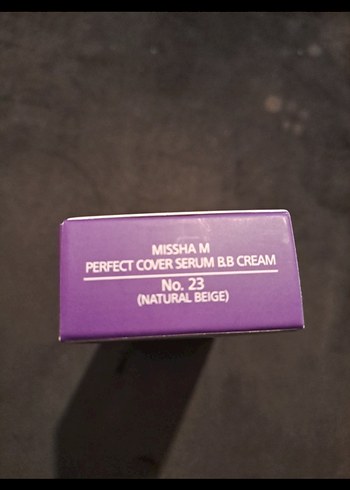 MISSHA M
PERFECT COVER SERUM B.B CREAM
No. 23
(NATURAL BEIGE)